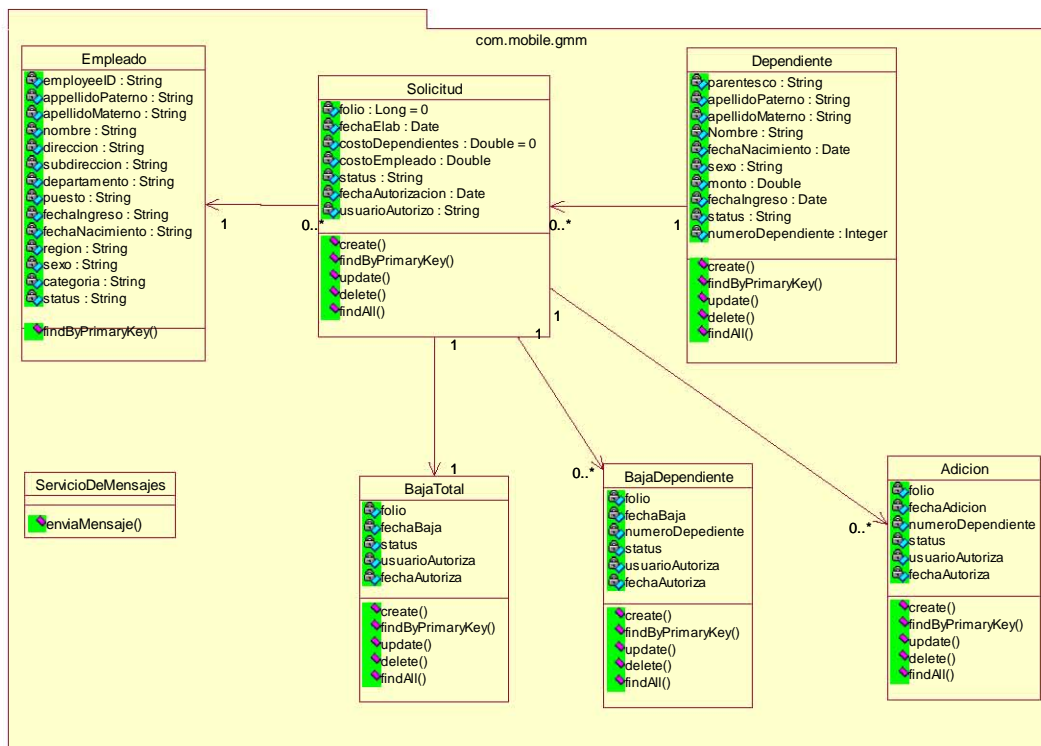 com.mobile.gmm
Empleado
employeeID : String
appellidoPaterno : String
apellidoMaterno : String
nombre : String
direccion : String
subdireccion : String
departamento : String
puesto : String
fechaIngreso : String
fechaNacimiento : String
region : String
sexo : String
categoria : String
status : String
findByPrimaryKey()
1
0..*
Solicitud
folio : Long = 0
fechaElab : Date
costoDependientes : Double = 0
costoEmpleado : Double
status : String
fechaAutorizacion : Date
usuarioAutorizo : String
create()
findByPrimaryKey()
update()
delete()
findAll()
0..*
1
Dependiente
parentesco : String
apellidoPaterno : String
apellidoMaterno : String
Nombre : String
fechaNacimiento : Date
sexo : String
monto : Double
fechaIngreso : Date
status : String
numeroDependiente : Integer
create()
findByPrimaryKey()
update()
delete()
findAll()
1
1
1
1
0..*
0..*
ServicioDeMensajes
enviaMensaje()
BajaTotal
folio
fechaBaja
status
usuarioAutoriza
fechaAutoriza
create()
findByPrimaryKey()
update()
delete()
findAll()
BajaDependiente
folio
fechaBaja
numeroDepediente
status
usuarioAutoriza
fechaAutoriza
create()
findByPrimaryKey()
update()
delete()
findAll()
Adicion
folio
fechaAdicion
numeroDependiente
status
usuarioAutoriza
fechaAutoriza
create()
findByPrimaryKey()
update()
delete()
findAll()